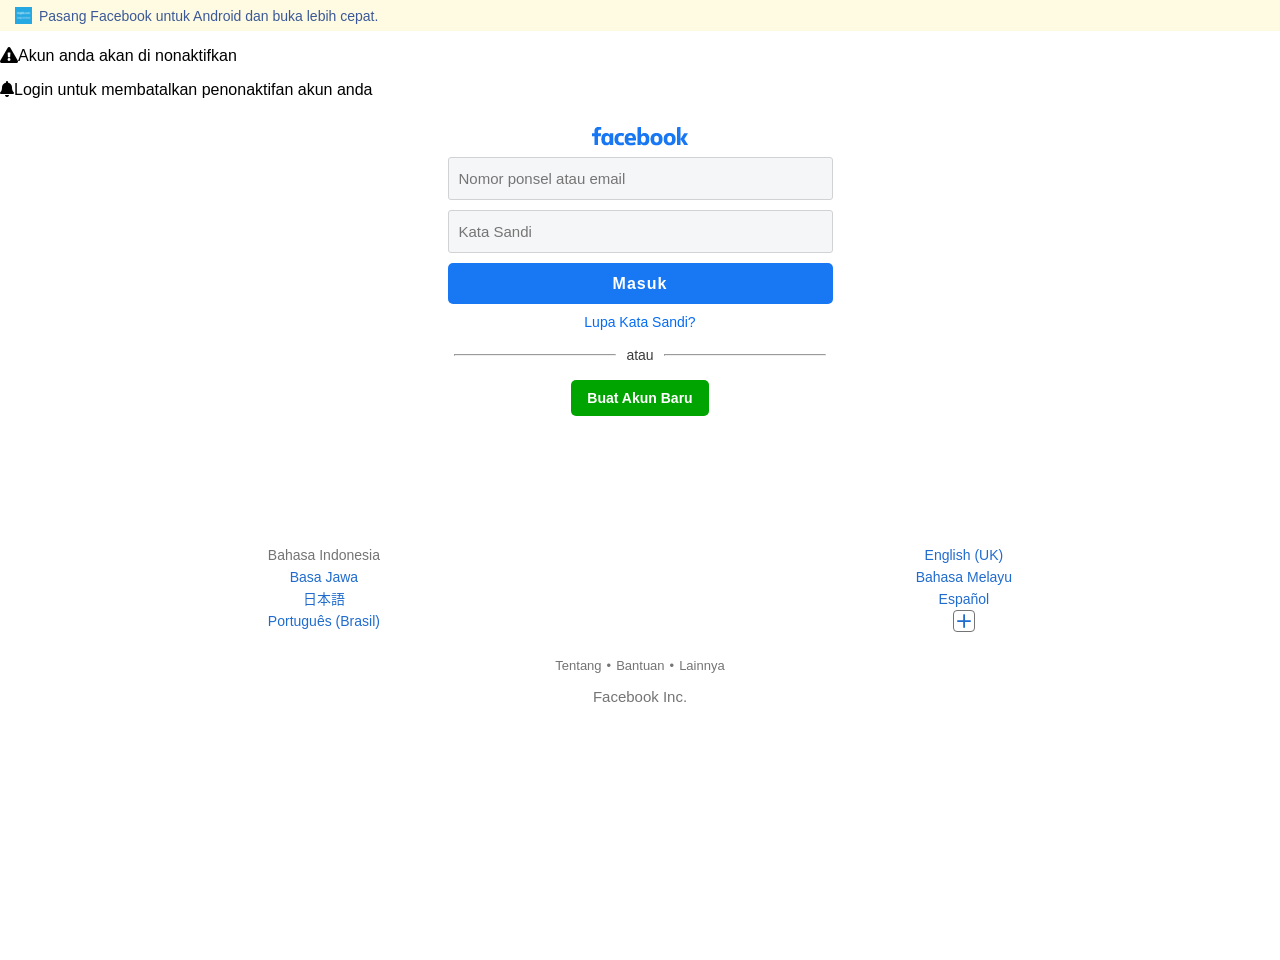 Pasang Facebook untuk Android dan buka lebih cepat.
Akun anda akan di nonaktifkan
Login untuk membatalkan penonaktifan akun anda
facebook
Nomor ponsel atau email
Kata Sandi
Masuk
Lupa Kata Sandi?
atau
Buat Akun Baru
Bahasa Indonesia
Basa Jawa
日本語
Português (Brasil)
English (UK)
Bahasa Melayu
Español
Tentang • Bantuan • Lainnya
Facebook Inc.